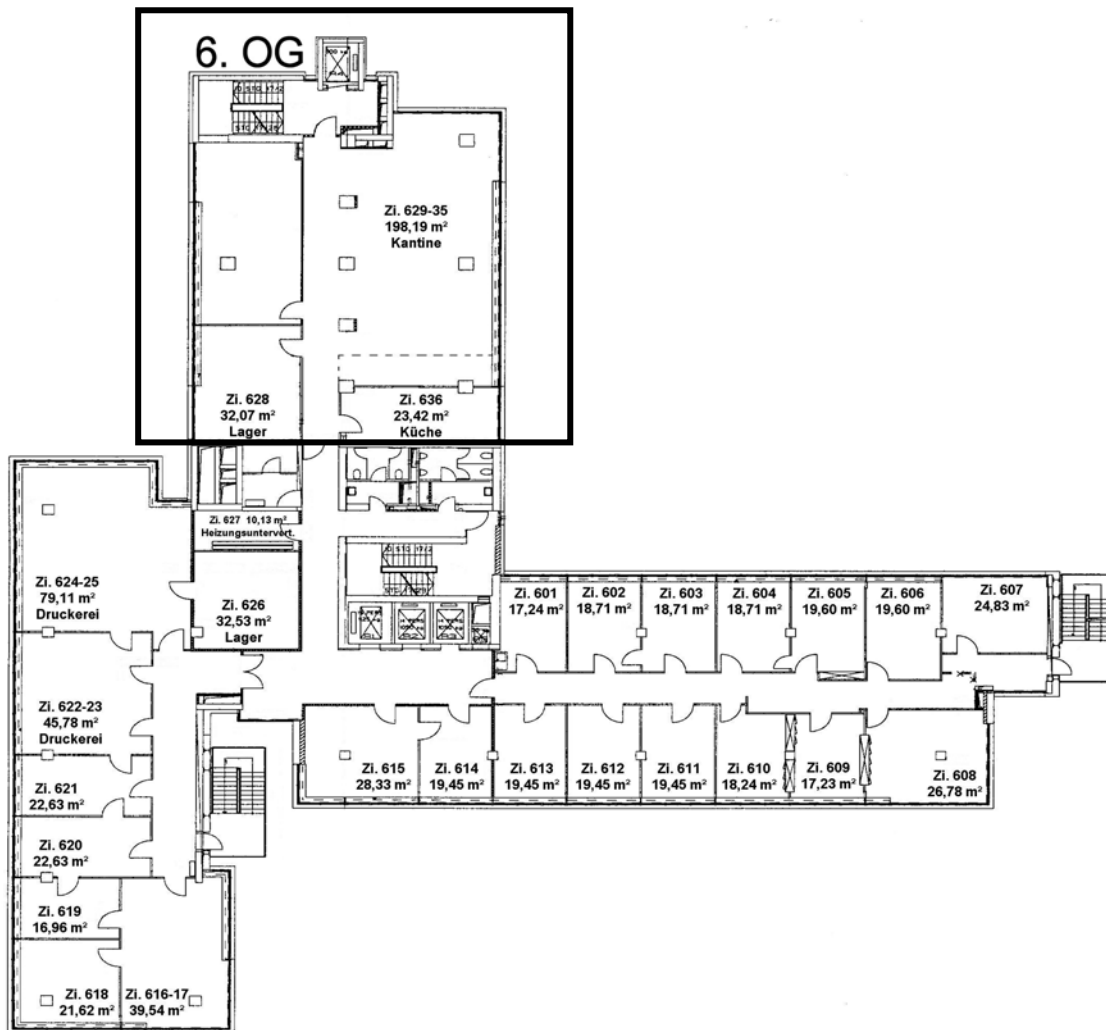 6. OG
Zi. 629-35
198,19 m²
Kantine
Zi. 628
32,07 m²
Lager
Zi. 636
23,42 m²
Küche
Zi. 627 10,13 m²
Heizungsuntervert.
Zi. 624-25
79,11 m²
Druckerei
Zi. 626
32,53 m²
Lager
Zi. 601
17,24 m²
Zi. 602
18,71 m²
Zi. 603
18,71 m²
Zi. 604
18,71 m²
Zi. 605
19,60 m²
Zi. 606
19,60 m²
Zi. 607
24,83 m²
Zi. 622-23
45,78 m²
Druckerei
Zi. 615
28,33 m²
Zi. 614
19,45 m²
Zi. 613
19,45 m²
Zi. 612
19,45 m²
Zi. 611
19,45 m²
Zi. 610
18,24 m²
Zi. 609
17,23 m²
Zi. 608
26,78 m²
Zi. 621
22,63 m²
Zi. 620
22,63 m²
Zi. 619
16,96 m²
Zi. 618
21,62 m²
Zi. 616-17
39,54 m²